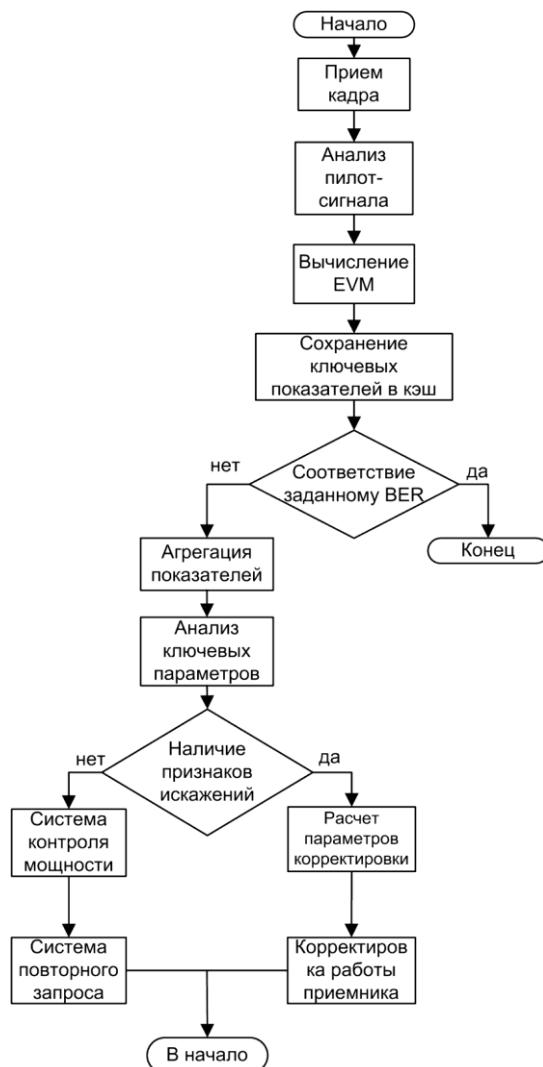 Начало
Прием
кадра
Анализ
пилот-
сигнала
Вычисление
EVM
Сохранение
ключевых
показателей в кэш
нет
Соответствие
заданному BER
да
Агрегация
показателей
Конец
Анализ
ключевых
параметров
нет
Наличие
признаков
искажений
да
Система
контроля
мощности
Расчет
параметров
корректировки
Система
повторного
запроса
Корректиров
ка работы
приемника
В начало